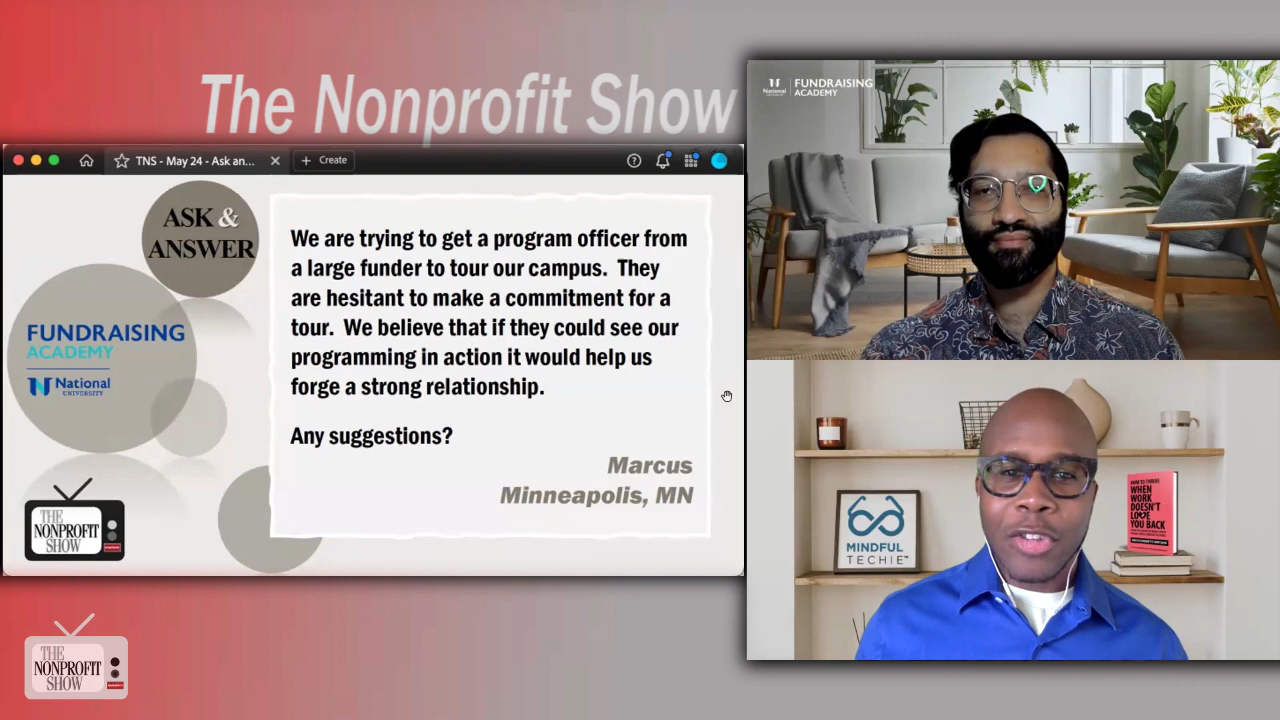 The Nonprofit Show
TNS - May 24 - Ask an...
Create
ASK &
ANSWER
FUNDRAISING
ACADEMY
National
UNIVERSITY
We are trying to get a program officer from
a large funder to tour our campus. They
are hesitant to make a commitment for a
tour. We believe that if they could see our
programming in action it would help us
forge a strong relationship.
Any suggestions?
Marcus
Minneapolis, MN
THE
NONPROFIT
SHOW
THE
NONPROFIT
SHOW
National
FUNDRAISING
ACADEMY
MINDFUL
TECHIE™
HOW TO THRIVE
WHEN
WORK
DOESN'T
LOVE
YOU BACK